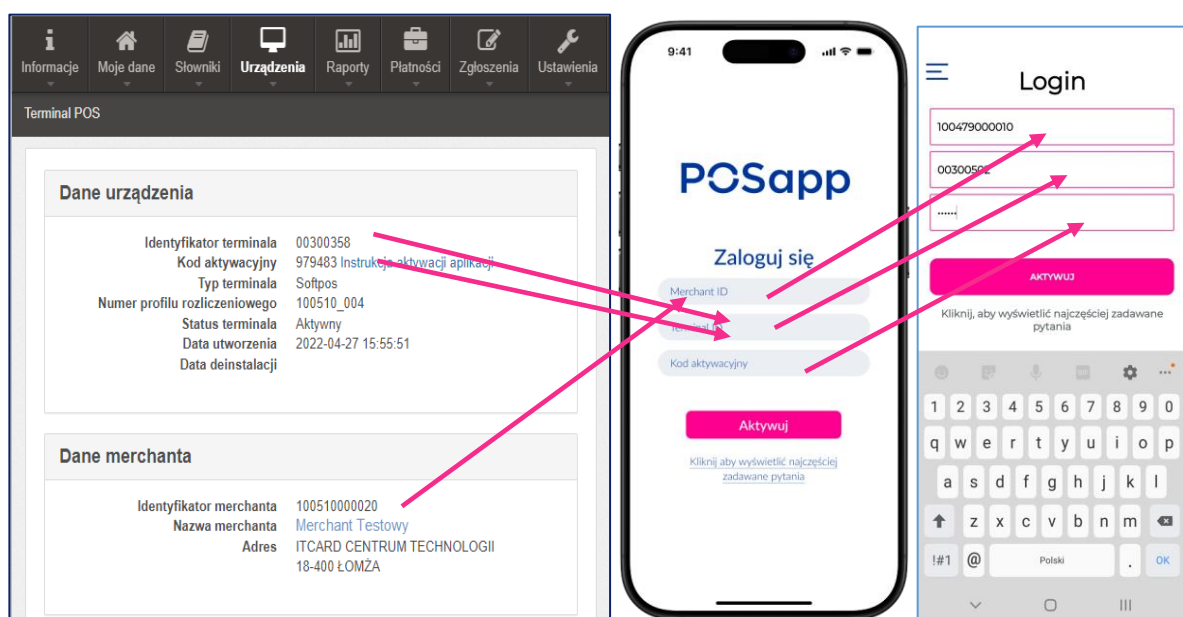 Informacje Moje dane Słowniki Urządzenia Raporty Płatności Zgłoszenia Ustawienia
Terminal POS
Dane urządzenia
Identyfikator terminala 00300358
Kod aktywacyjny 979483 Instrukcja aktywacji aplikacji
Typ terminala Softpos
Numer profilu rozliczeniowego 100510_004
Status terminala Aktywny
Data utworzenia 2022-04-27 15:55:51
Data deinstalacji
Dane merchanta
Identyfikator merchanta 100510000020
Nazwa merchanta Merchant Testowy
Adres ITCARD CENTRUM TECHNOLOGII
18-400 ŁOMŻA
9:41
POSapp
Zaloguj się
Merchant ID
Terminal ID
Kod aktywacyjny
Aktywuj
Kliknij aby wyświetlić najczęściej
zadawane pytania
Login
100479000010
00300502
······
AKTYWUJ
Kliknij, aby wyświetlić najczęściej zadawane
pytania
1 2 3 4 5 6 7 8 9 0
q w e r t y u i o p
a s d f g h j k l
z x c v b n m
!#1 @ Polski . OK